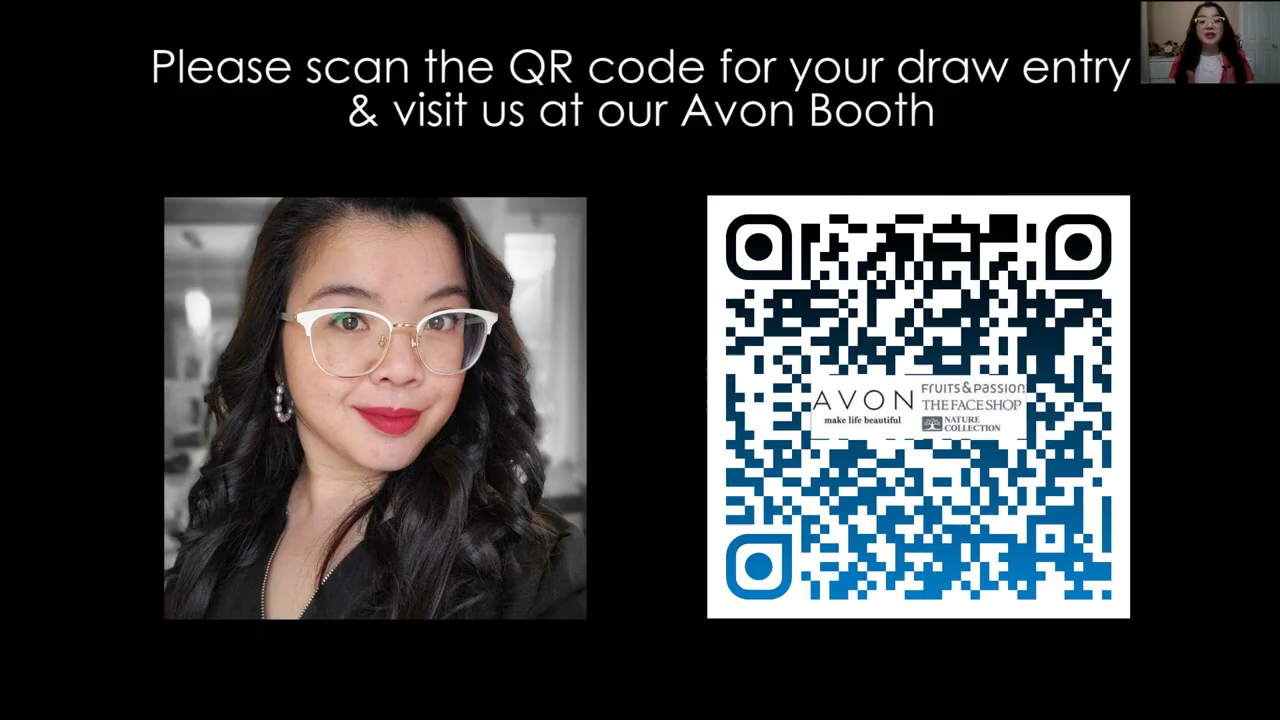 Please scan the QR code for your draw entry
& visit us at our Avon Booth
AVON
make life beautiful
FRUITS & PASSION
THE FACE SHOP
NATURE
COLLECTION